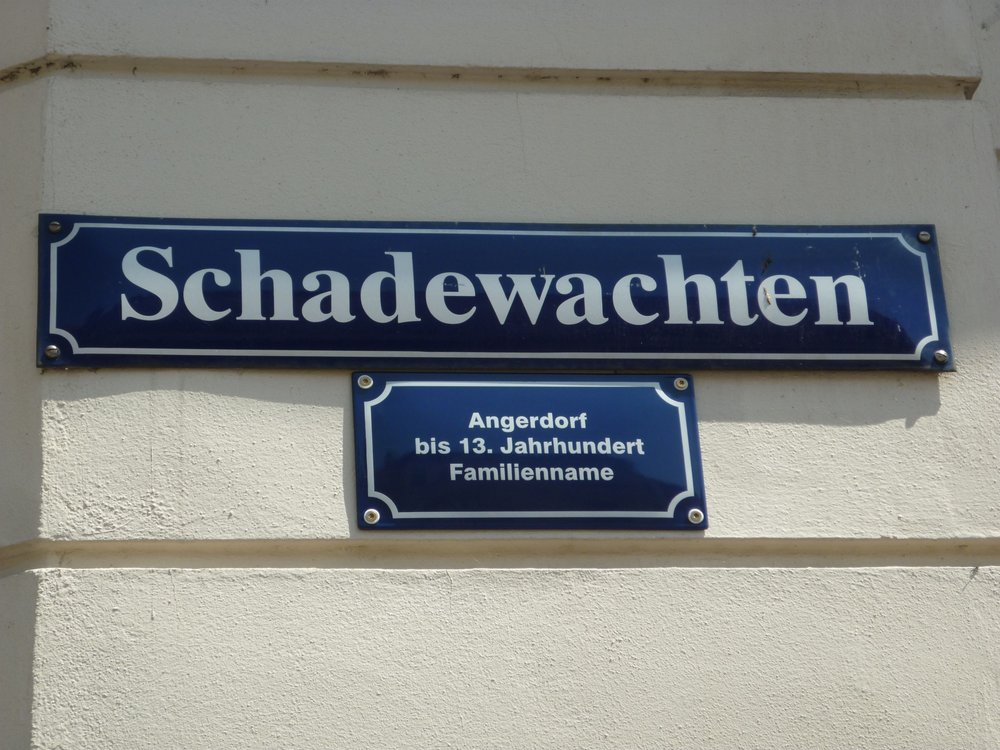 Schadewachten
Angerdorf
bis 13. Jahrhundert
Familienname